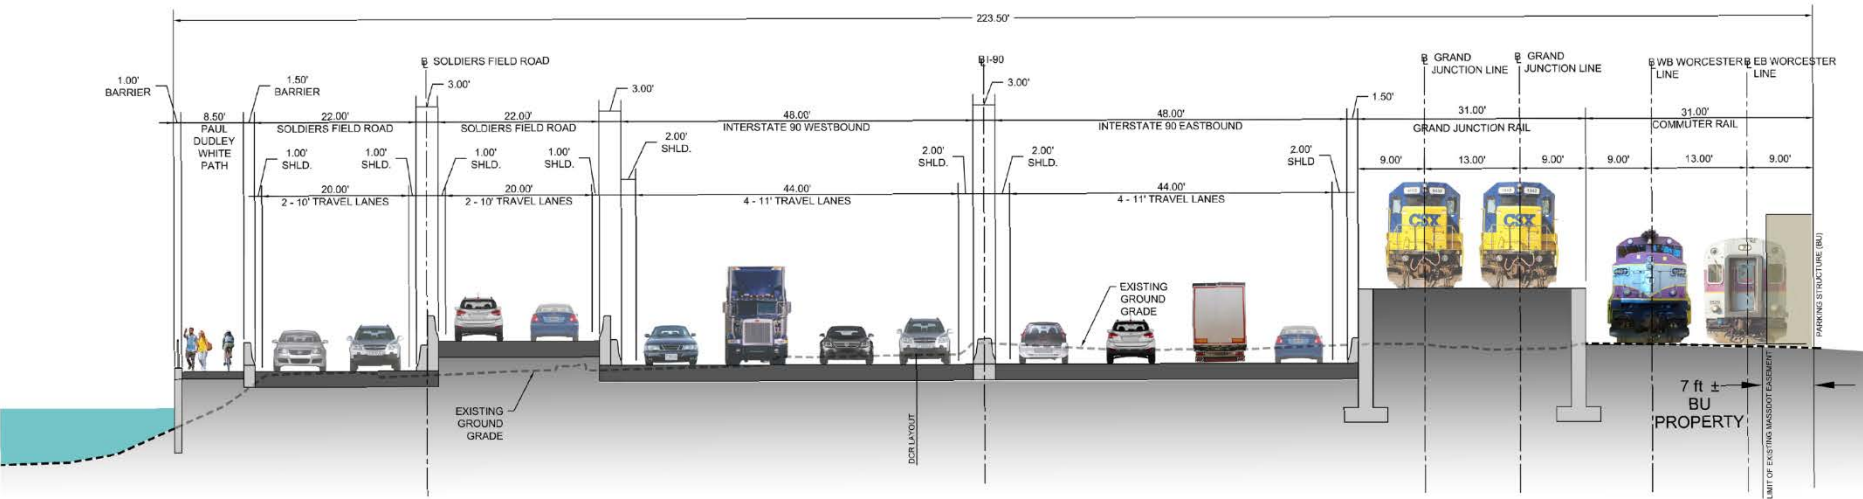 223.50'
℄ SOLDIERS FIELD ROAD
℄ I-90
℄ GRAND
JUNCTION LINE
℄ GRAND
JUNCTION LINE
℄ WB WORCESTER
LINE
℄ EB WORCESTER
LINE
1.00'
BARRIER
1.50'
BARRIER
3.00'
3.00'
3.00'
1.50'
8.50'
PAUL
DUDLEY
WHITE
PATH
22.00'
SOLDIERS FIELD ROAD
22.00'
SOLDIERS FIELD ROAD
48.00'
INTERSTATE 90 WESTBOUND
48.00'
INTERSTATE 90 EASTBOUND
31.00'
GRAND JUNCTION RAIL
31.00'
COMMUTER RAIL
1.00'
SHLD.
1.00'
SHLD.
1.00'
SHLD.
1.00'
SHLD.
2.00'
SHLD.
2.00'
SHLD.
2.00'
SHLD.
2.00'
SHLD
9.00'
13.00'
9.00'
9.00'
13.00'
9.00'
20.00'
2 - 10' TRAVEL LANES
20.00'
2 - 10' TRAVEL LANES
44.00'
4 - 11' TRAVEL LANES
44.00'
4 - 11' TRAVEL LANES
CSX
CSX
EXISTING
GROUND
GRADE
EXISTING
GROUND
GRADE
DCR LAYOUT
7 ft ±
BU
PROPERTY
LIMIT OF EXISTING MASSDOT EASEMENT
PARKING STRUCTURE (BU)